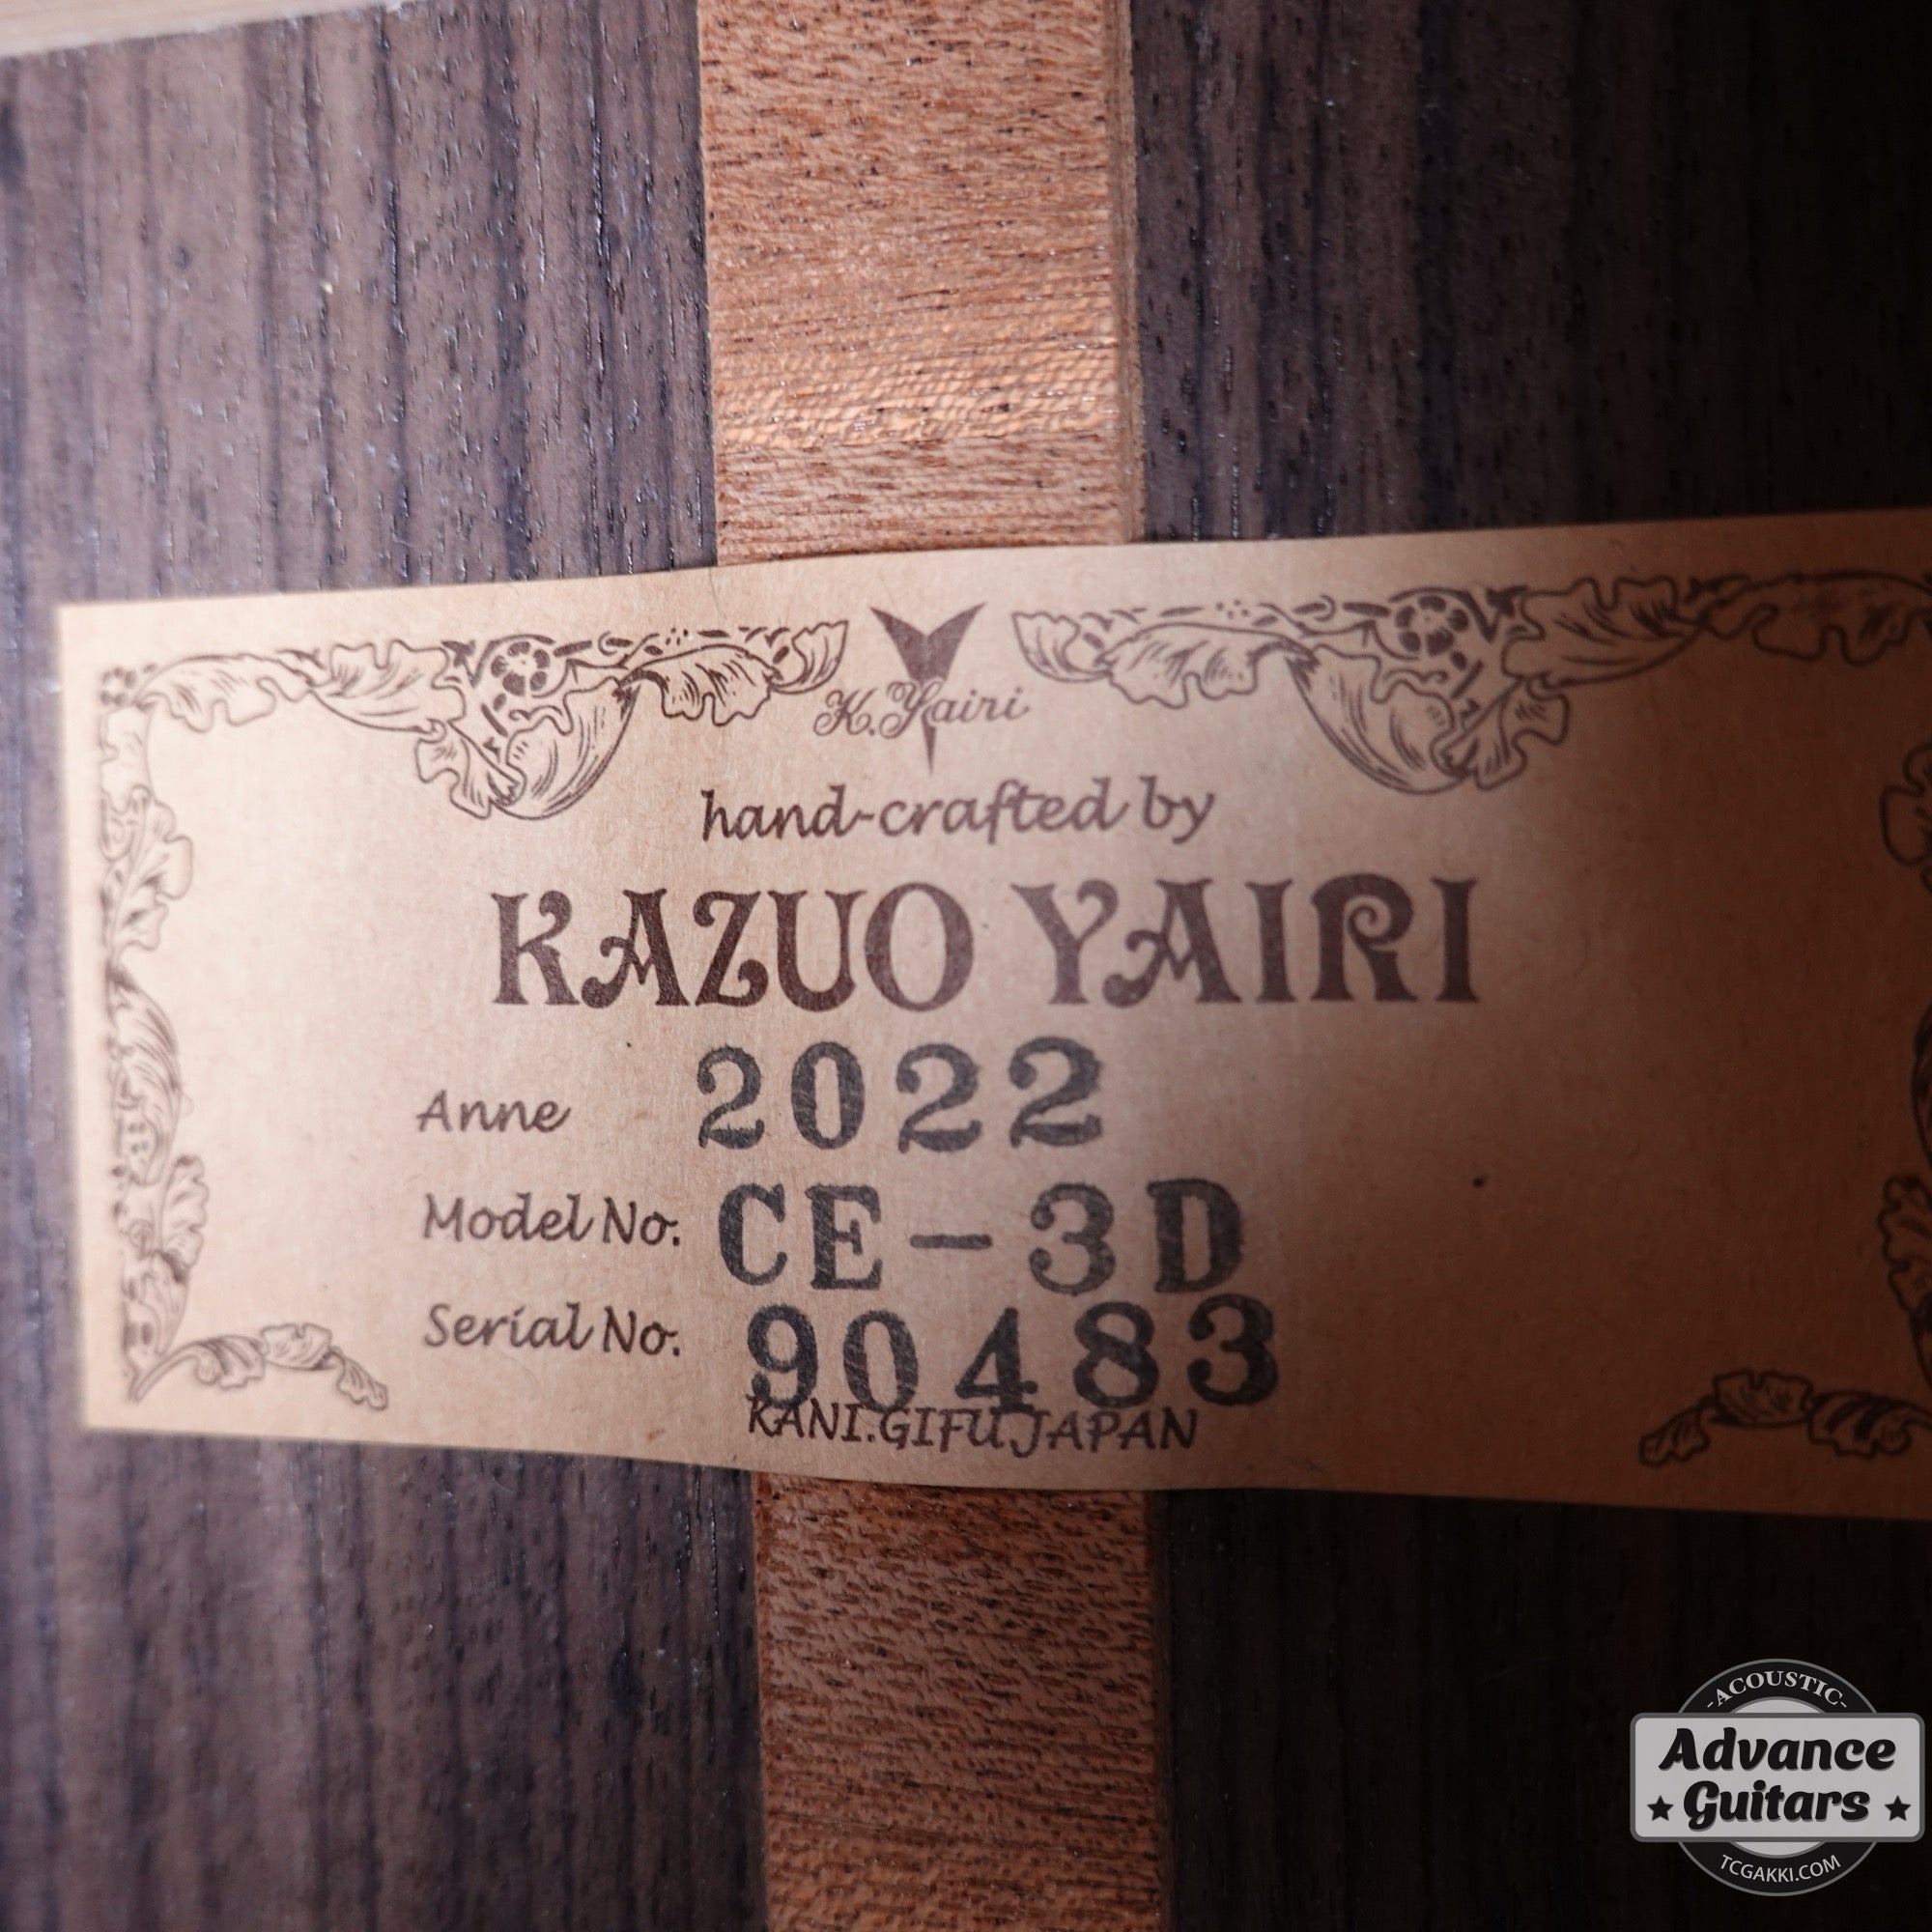 K.Yairi
hand-crafted by
KAZUO YAIRI
Anne 2022
Model No. CE-3D
Serial No. 90483
KANI.GIFU JAPAN
-ACOUSTIC-
Advance
Guitars
TCGAKKI.COM